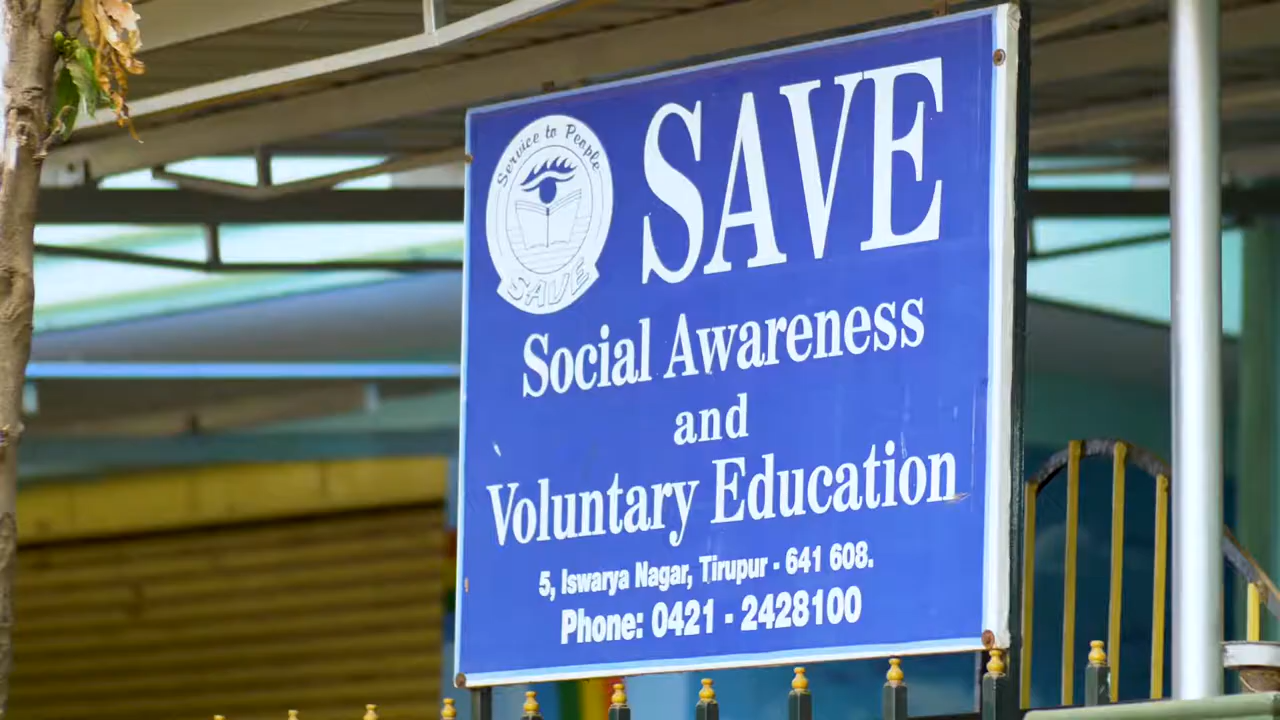 Service to People
SAVE
SAVE
Social Awareness
and
Voluntary Education
5, Iswarya Nagar, Tirupur - 641 608.
Phone: 0421 - 2428100